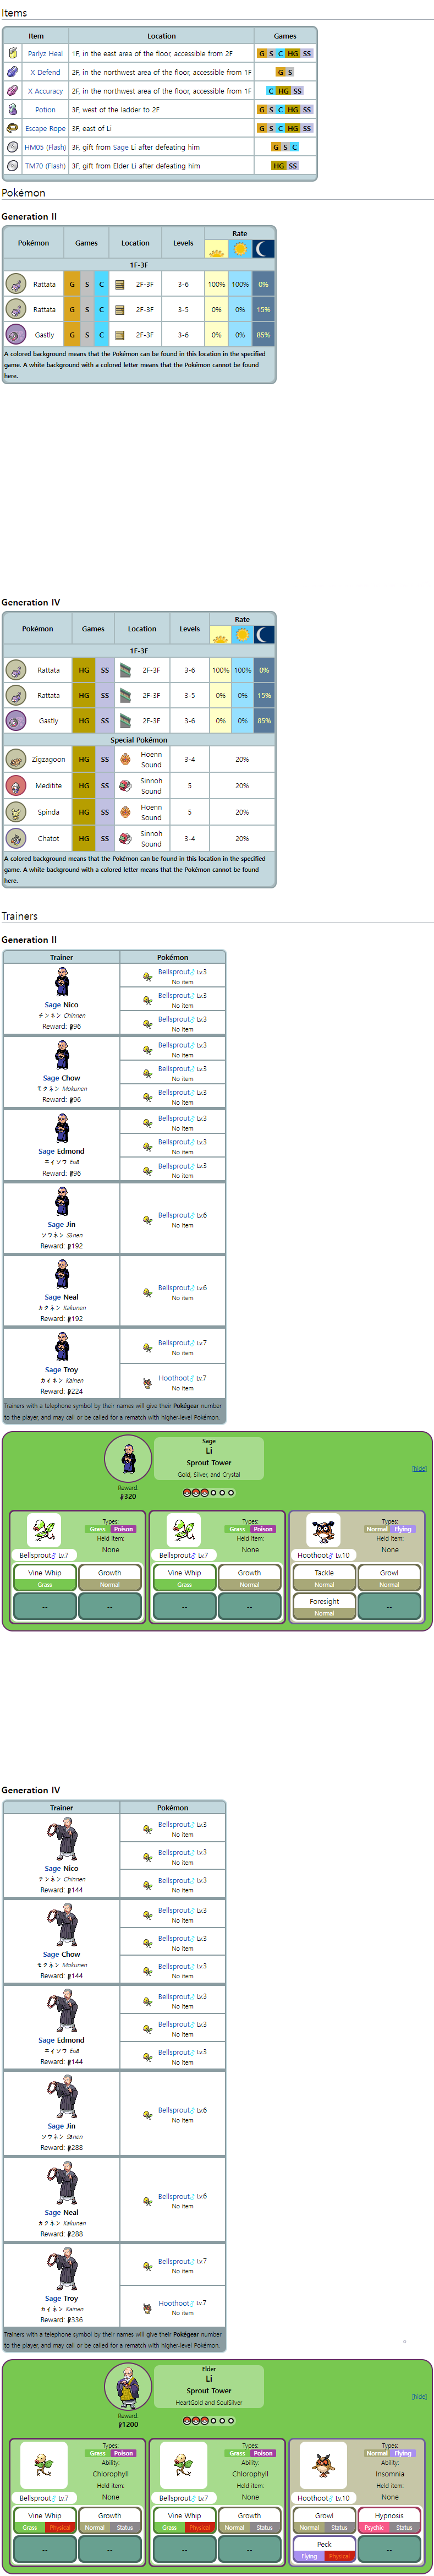 Items
Item Location Games
Parlyz Heal 1F, in the east area of the floor, accessible from 2F G S C HG SS
X Defend 2F, in the northwest area of the floor, accessible from 1F G S
X Accuracy 2F, in the northwest area of the floor, accessible from 1F C HG SS
Potion 3F, west of the ladder to 2F G S C HG SS
Escape Rope 3F, east of Li G S C HG SS
HM05 (Flash) 3F, gift from Sage Li after defeating him G S C
TM70 (Flash) 3F, gift from Elder Li after defeating him HG SS
Pokémon
Generation II
Pokémon Games Location Levels Rate
1F-3F
Rattata G S C 2F-3F 3-6 100% 100% 0%
Rattata G S C 2F-3F 3-5 0% 0% 15%
Gastly G S C 2F-3F 3-6 0% 0% 85%
A colored background means that the Pokémon can be found in this location in the specified
game. A white background with a colored letter means that the Pokémon cannot be found
here.
Generation IV
Pokémon Games Location Levels Rate
1F-3F
Rattata HG SS 2F-3F 3-6 100% 100% 0%
Rattata HG SS 2F-3F 3-5 0% 0% 15%
Gastly HG SS 2F-3F 3-6 0% 0% 85%
Special Pokémon
Zigzagoon HG SS Hoenn Sound 3-4 20%
Meditite HG SS Sinnoh Sound 5 20%
Spinda HG SS Hoenn Sound 5 20%
Chatot HG SS Sinnoh Sound 3-4 20%
A colored background means that the Pokémon can be found in this location in the specified
game. A white background with a colored letter means that the Pokémon cannot be found
here.
Trainers
Generation II
Trainer Pokémon
Bellsprout♂ Lv.3
No item
Bellsprout♂ Lv.3
No item
Bellsprout♂ Lv.3
No item
Sage Nico
チンネン Chinnen
Reward: 96
Bellsprout♂ Lv.3
No item
Bellsprout♂ Lv.3
No item
Bellsprout♂ Lv.3
No item
Sage Chow
モクネン Mokunen
Reward: 96
Bellsprout♂ Lv.3
No item
Bellsprout♂ Lv.3
No item
Bellsprout♂ Lv.3
No item
Sage Edmond
エイソウ Eisō
Reward: 96
Bellsprout♂ Lv.6
No item
Sage Jin
ソウネン Sōnen
Reward: 192
Bellsprout♂ Lv.6
No item
Sage Neal
カクネン Kakunen
Reward: 192
Bellsprout♂ Lv.7
No item
Hoothoot♂ Lv.7
No item
Sage Troy
カイネン Kainen
Reward: 224
Trainers with a telephone symbol by their names will give their Pokégear number
to the player, and may call or be called for a rematch with higher-level Pokémon.
Sage
Li
Sprout Tower
Gold, Silver, and Crystal
[hide]
Reward:
320
Types: Types: Types:
Grass Poison Grass Poison Normal Flying
Held item: Held item: Held item:
None None None
Bellsprout♂ Lv.7 Bellsprout♂ Lv.7 Hoothoot♂ Lv.10
Vine Whip Growth Vine Whip Growth Tackle Growl
Grass Normal Grass Normal Normal Normal
-- -- -- -- Foresight --
Normal
Generation IV
Trainer Pokémon
Bellsprout♂ Lv.3
No item
Bellsprout♂ Lv.3
No item
Bellsprout♂ Lv.3
No item
Sage Nico
チンネン Chinnen
Reward: 144
Bellsprout♂ Lv.3
No item
Bellsprout♂ Lv.3
No item
Bellsprout♂ Lv.3
No item
Sage Chow
モクネン Mokunen
Reward: 144
Bellsprout♂ Lv.3
No item
Bellsprout♂ Lv.3
No item
Bellsprout♂ Lv.3
No item
Sage Edmond
エイソウ Eisō
Reward: 144
Bellsprout♂ Lv.6
No item
Sage Jin
ソウネン Sōnen
Reward: 288
Bellsprout♂ Lv.6
No item
Sage Neal
カクネン Kakunen
Reward: 288
Bellsprout♂ Lv.7
No item
Hoothoot♂ Lv.7
No item
Sage Troy
カイネン Kainen
Reward: 336
Trainers with a telephone symbol by their names will give their Pokégear number
to the player, and may call or be called for a rematch with higher-level Pokémon.
Elder
Li
Sprout Tower
HeartGold and SoulSilver
[hide]
Reward:
1200
Types: Types: Types:
Grass Poison Grass Poison Normal Flying
Ability: Ability: Ability:
Chlorophyll Chlorophyll Insomnia
Held item: Held item: Held item:
Bellsprout♂ Lv.7 None Bellsprout♂ Lv.7 None Hoothoot♂ Lv.10 None
Vine Whip Growth Vine Whip Growth Growl Hypnosis
Grass Physical Normal Status Grass Physical Normal Status Normal Status Psychic Status
-- -- -- -- Peck --
Flying Physical